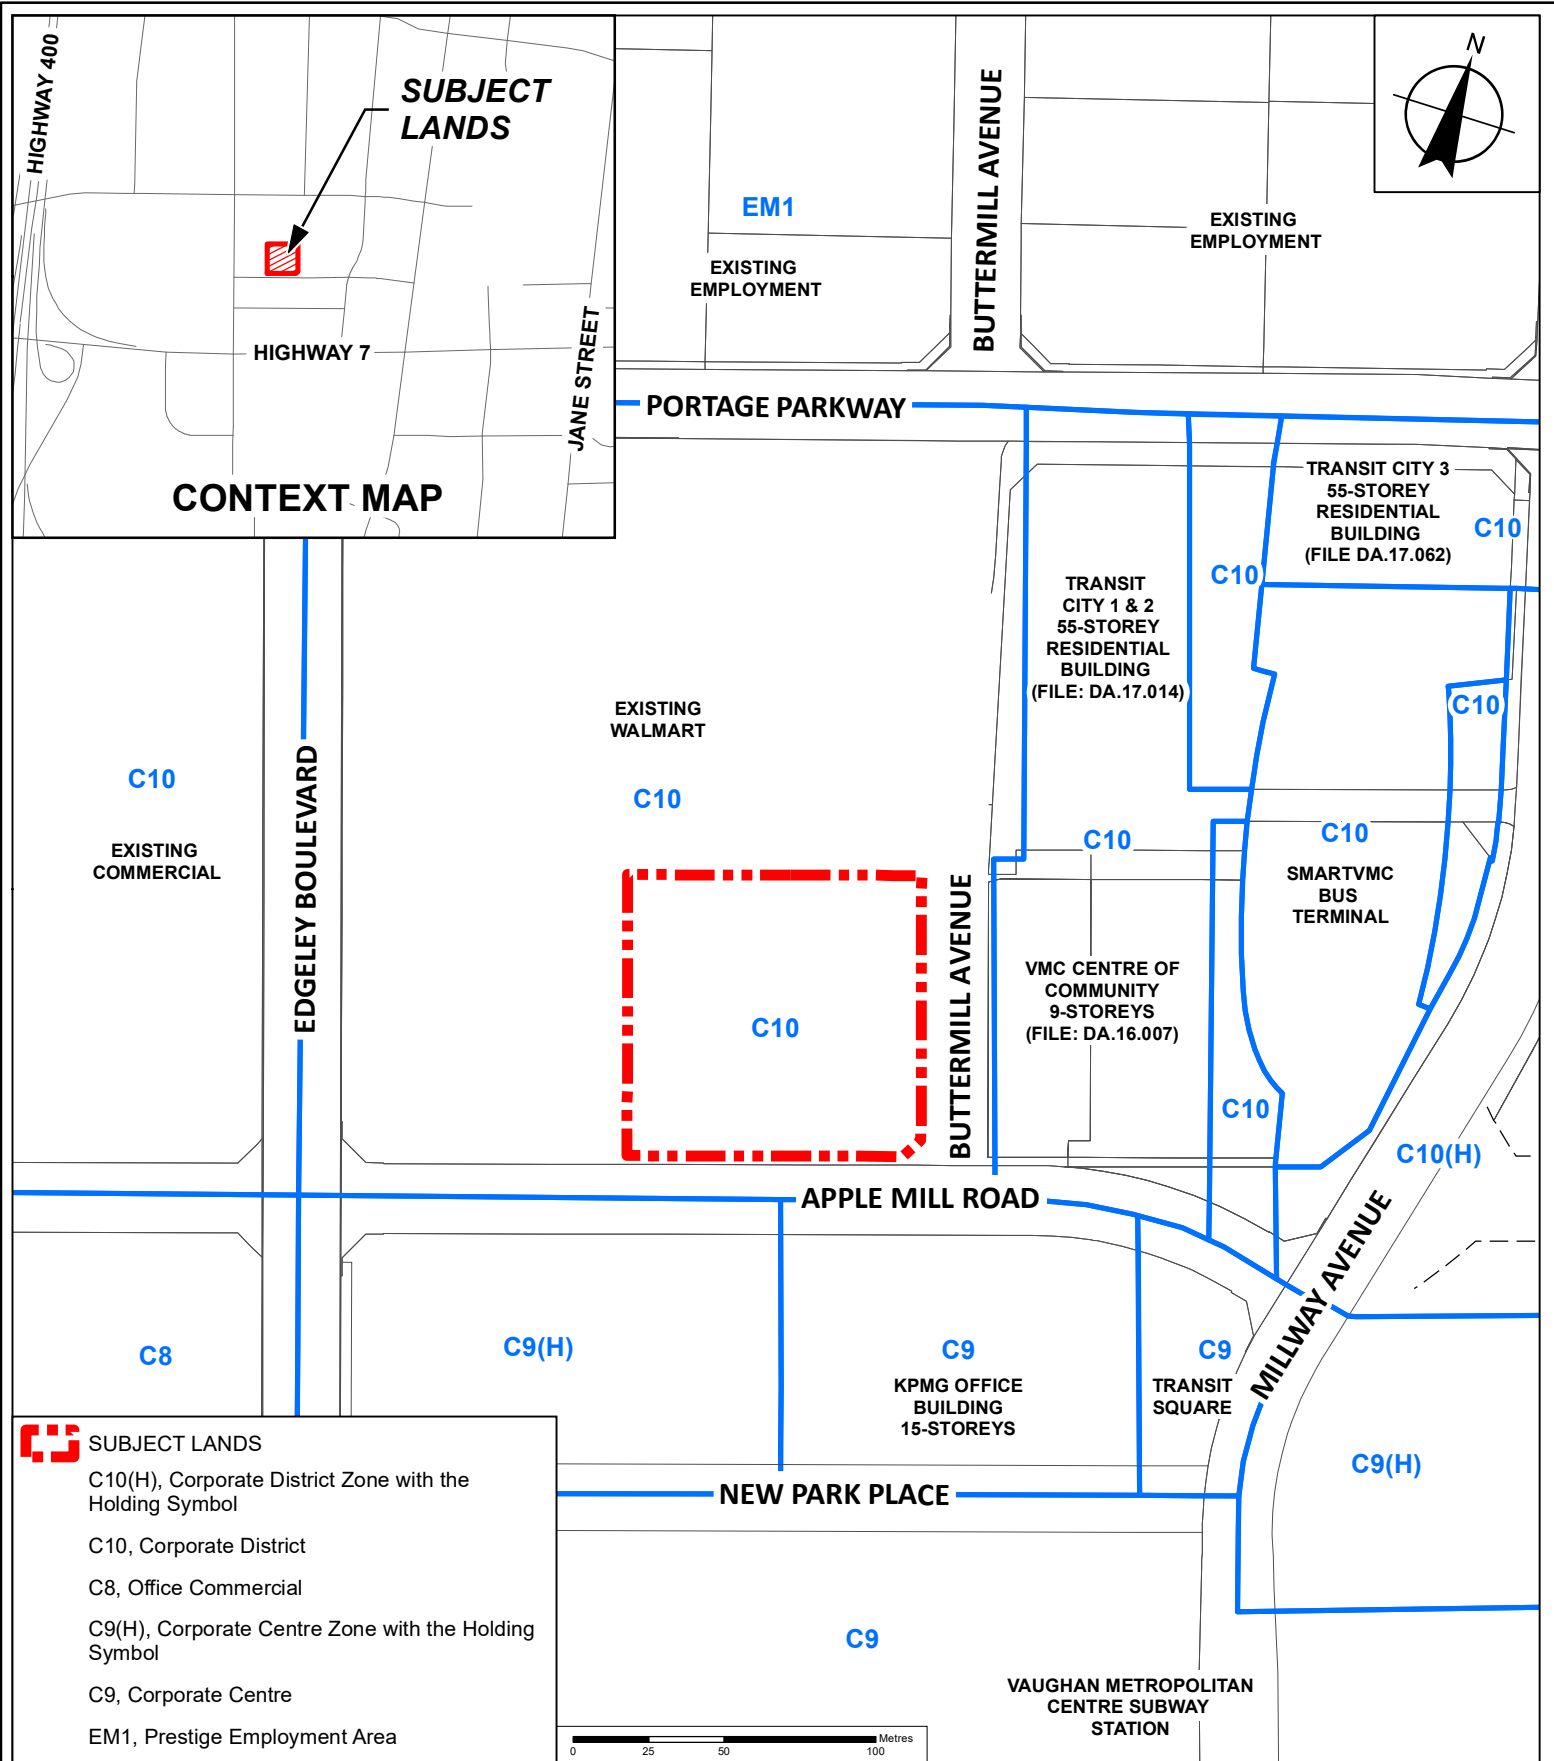 HIGHWAY 400
SUBJECT
LANDS
HIGHWAY 7
JANE STREET
CONTEXT MAP
N
EM1
EXISTING
EMPLOYMENT
BUTTERMILL AVENUE
EXISTING
EMPLOYMENT
PORTAGE PARKWAY
TRANSIT CITY 3
55-STOREY
RESIDENTIAL
BUILDING
(FILE DA.17.062)
C10
C10
TRANSIT
CITY 1 & 2
55-STOREY
RESIDENTIAL
BUILDING
(FILE: DA.17.014)
C10
EXISTING
WALMART
C10
C10
EXISTING
COMMERCIAL
EDGELEY BOULEVARD
C10
C10
SMARTVMC
BUS
TERMINAL
BUTTERMILL AVENUE
VMC CENTRE OF
COMMUNITY
9-STOREYS
(FILE: DA.16.007)
C10
C10
C10(H)
APPLE MILL ROAD
MILLWAY AVENUE
C8
C9(H)
C9
KPMG OFFICE
BUILDING
15-STOREYS
C9
TRANSIT
SQUARE
C9(H)
NEW PARK PLACE
C9
VAUGHAN METROPOLITAN
CENTRE SUBWAY
STATION
SUBJECT LANDS
C10(H), Corporate District Zone with the
Holding Symbol
C10, Corporate District
C8, Office Commercial
C9(H), Corporate Centre Zone with the Holding
Symbol
C9, Corporate Centre
EM1, Prestige Employment Area
Metres
0 25 50 100